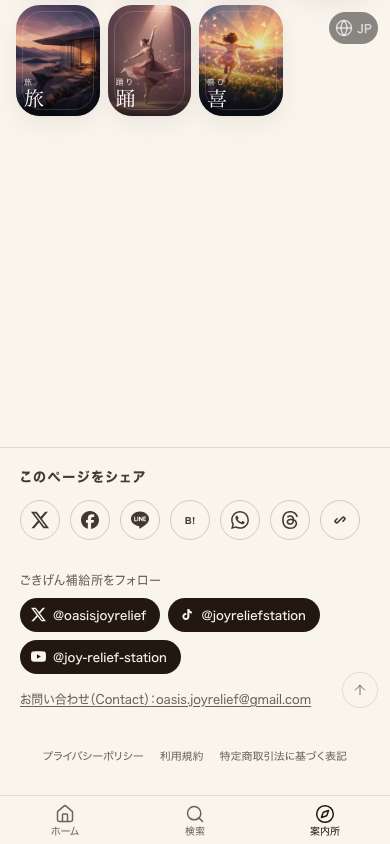 JP
旅
旅
踊り
踊
喜び
喜
このページをシェア
LINE
B!
ごきげん補給所をフォロー
@oasisjoyrelief
@joyreliefstation
@joy-relief-station
お問い合わせ（Contact）：oasis.joyrelief@gmail.com
プライバシーポリシー 利用規約 特定商取引法に基づく表記
ホーム 検索 案内所